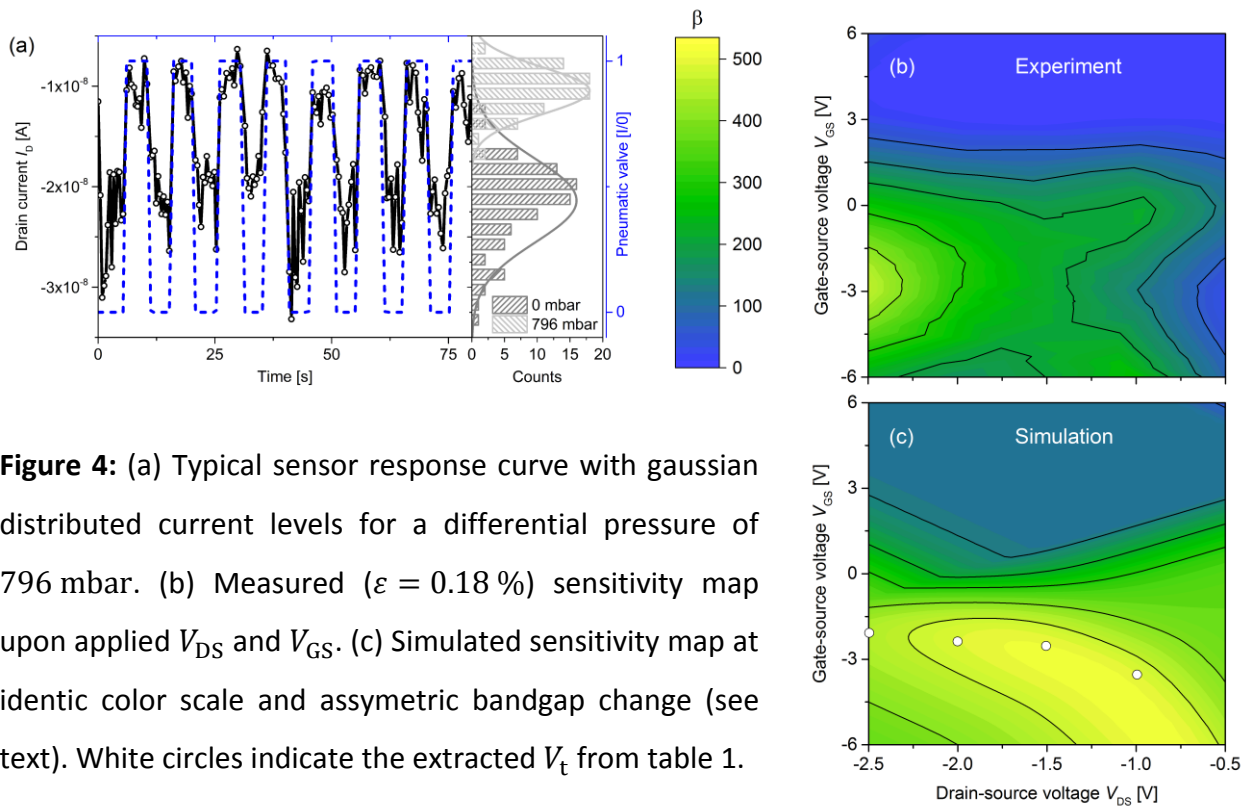 (a)
-1x10⁻⁸
-2x10⁻⁸
-3x10⁻⁸
Drain current I_D [A]
0
25
50
75
Time [s]
0 mbar
796 mbar
0
5
10
15
20
Counts
1
0
Pneumatic valve [I/0]
β
500
400
300
200
100
0
(b)
Experiment
6
3
0
-3
-6
Gate-source voltage V_GS [V]
(c)
Simulation
6
3
0
-3
-6
Gate-source voltage V_GS [V]
-2.5
-2.0
-1.5
-1.0
-0.5
Drain-source voltage V_DS [V]
Figure 4: (a) Typical sensor response curve with gaussian
distributed current levels for a differential pressure of
796 mbar. (b) Measured (ε = 0.18 %) sensitivity map
upon applied V_DS and V_GS. (c) Simulated sensitivity map at
identic color scale and assymetric bandgap change (see
text). White circles indicate the extracted V_t from table 1.